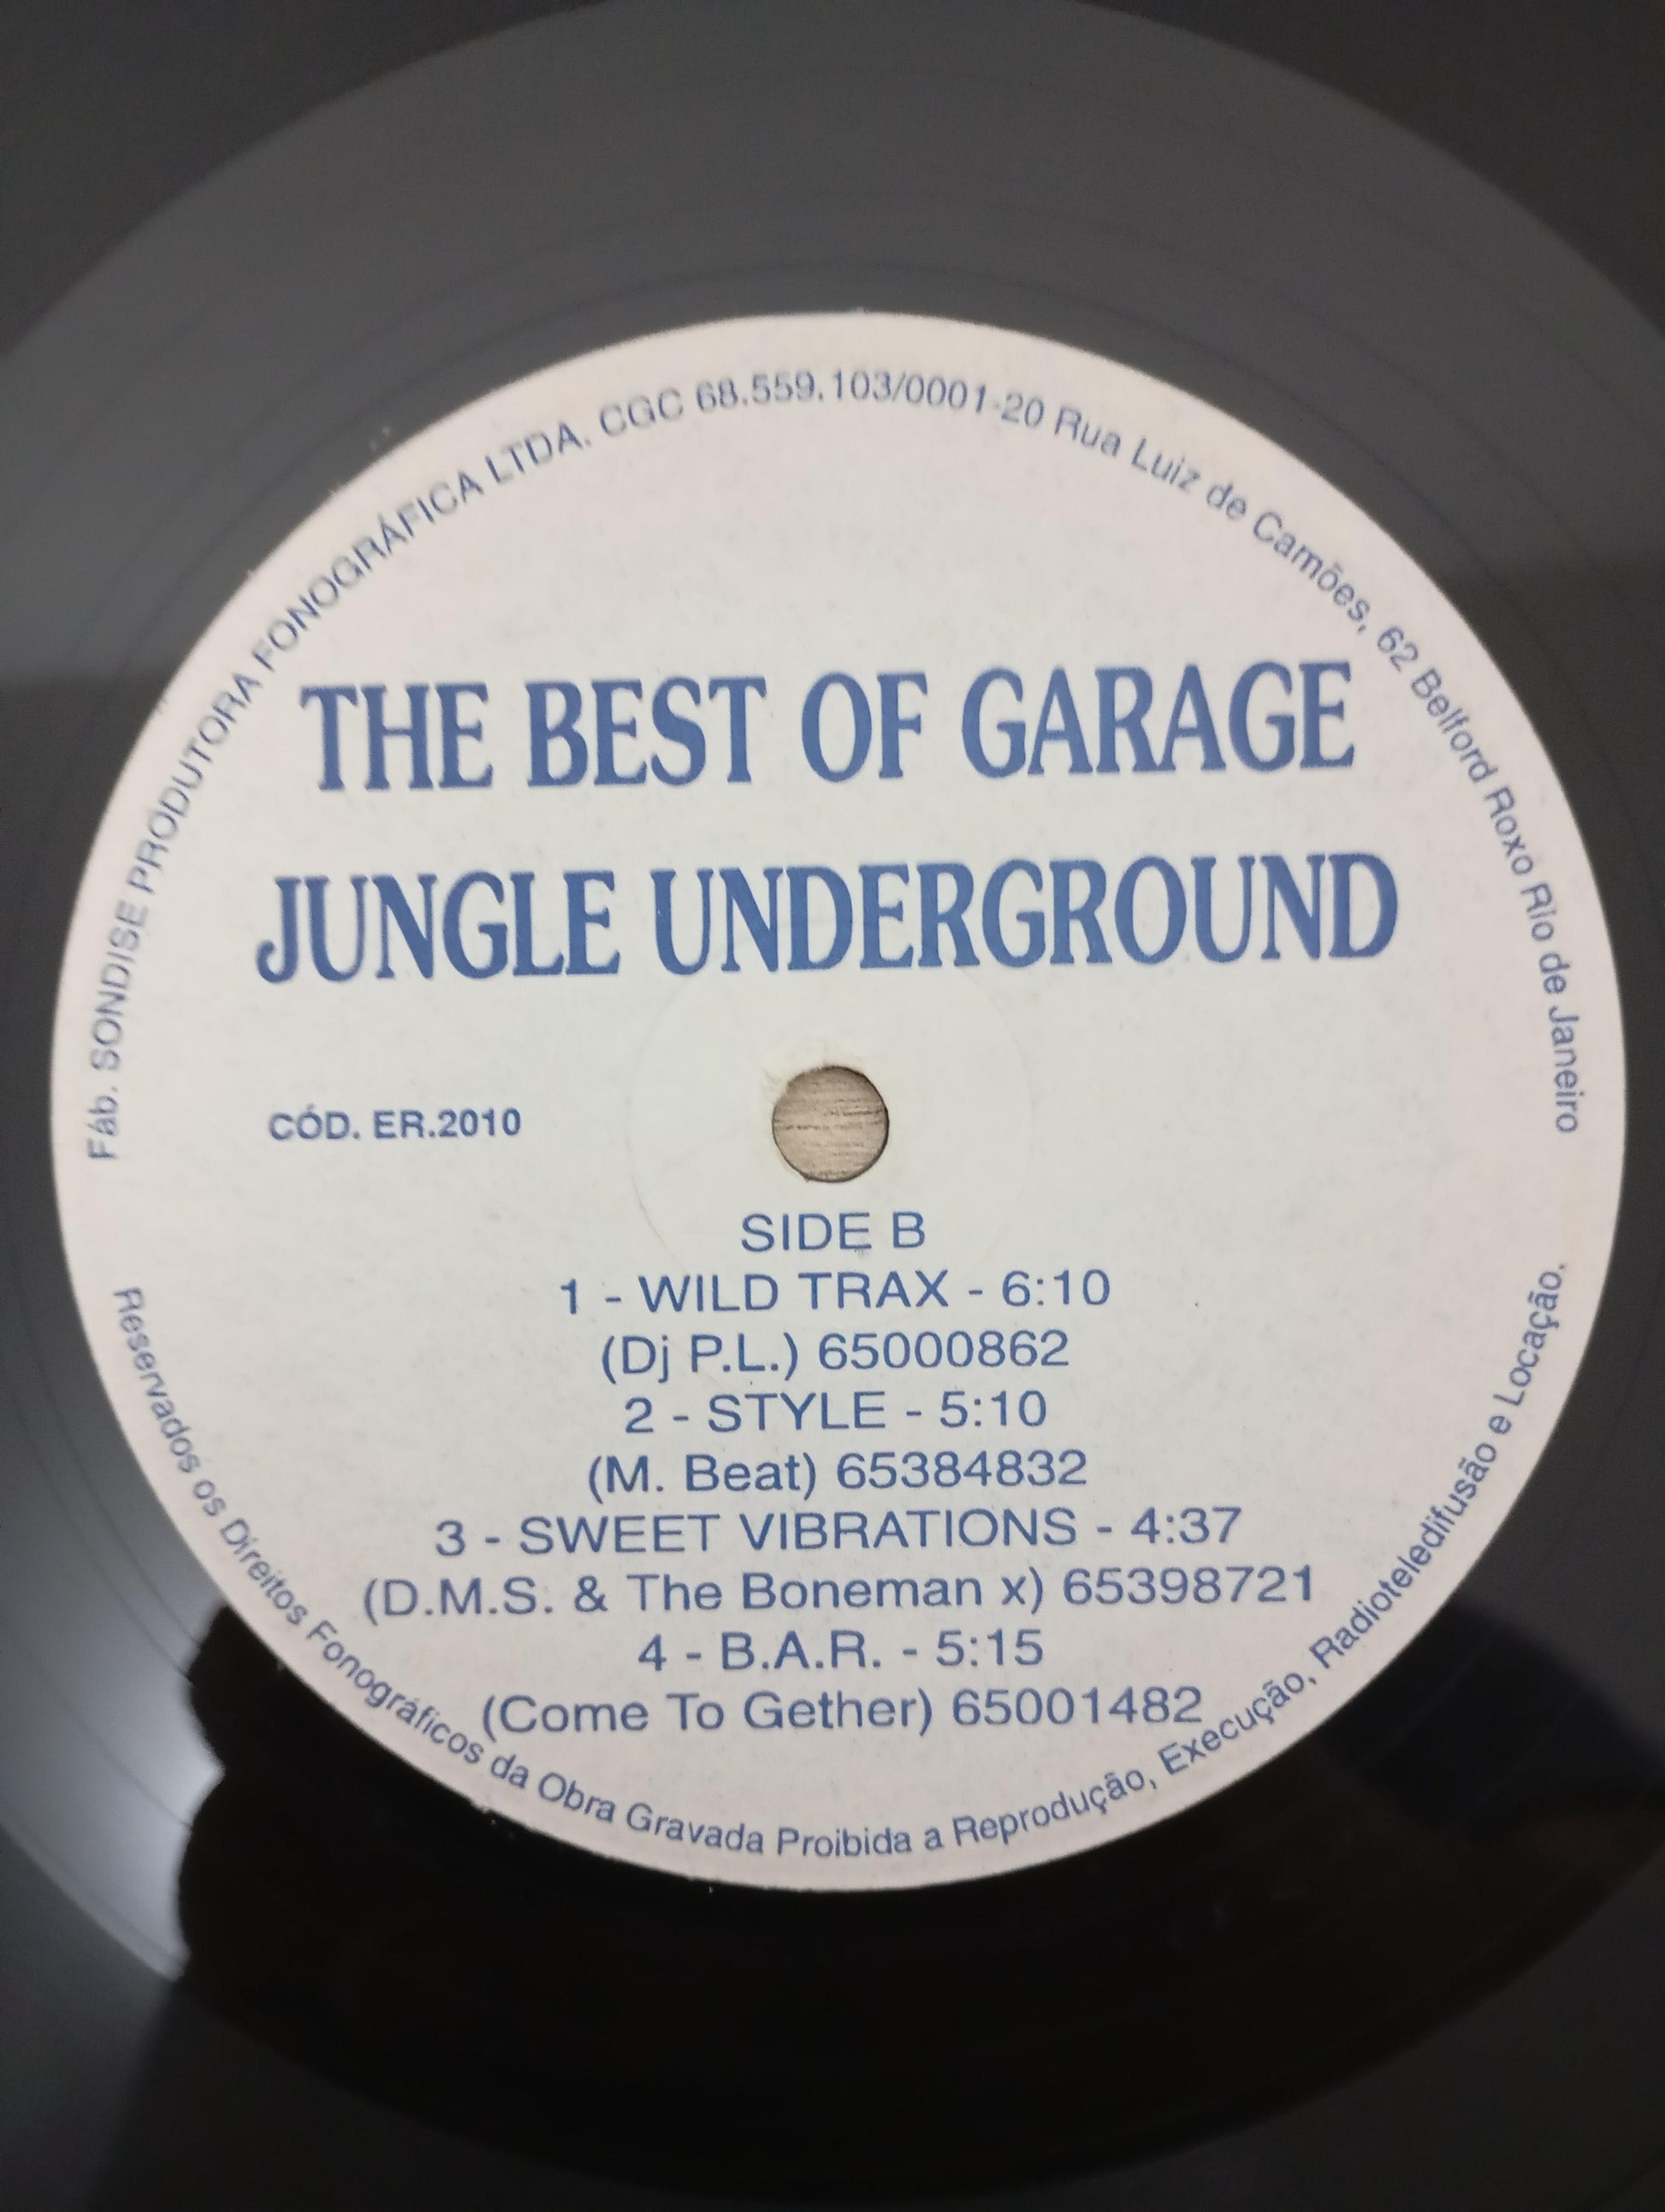 Fáb. SONDISE PRODUTORA FONOGRÁFICA LTDA. CGC 68.559.103/0001-20 Rua Luiz de Camões, 62 Belford Roxo Rio de Janeiro
THE BEST OF GARAGE
JUNGLE UNDERGROUND
CÓD. ER.2010
SIDE B
1 - WILD TRAX - 6:10
(Dj P.L.) 65000862
2 - STYLE - 5:10
(M. Beat) 65384832
3 - SWEET VIBRATIONS - 4:37
(D.M.S. & The Boneman x) 65398721
4 - B.A.R. - 5:15
(Come To Gether) 65001482
Reservados os Direitos Fonográficos da Obra Gravada Proibida a Reprodução, Execução, Radioteledifusão e Locação.